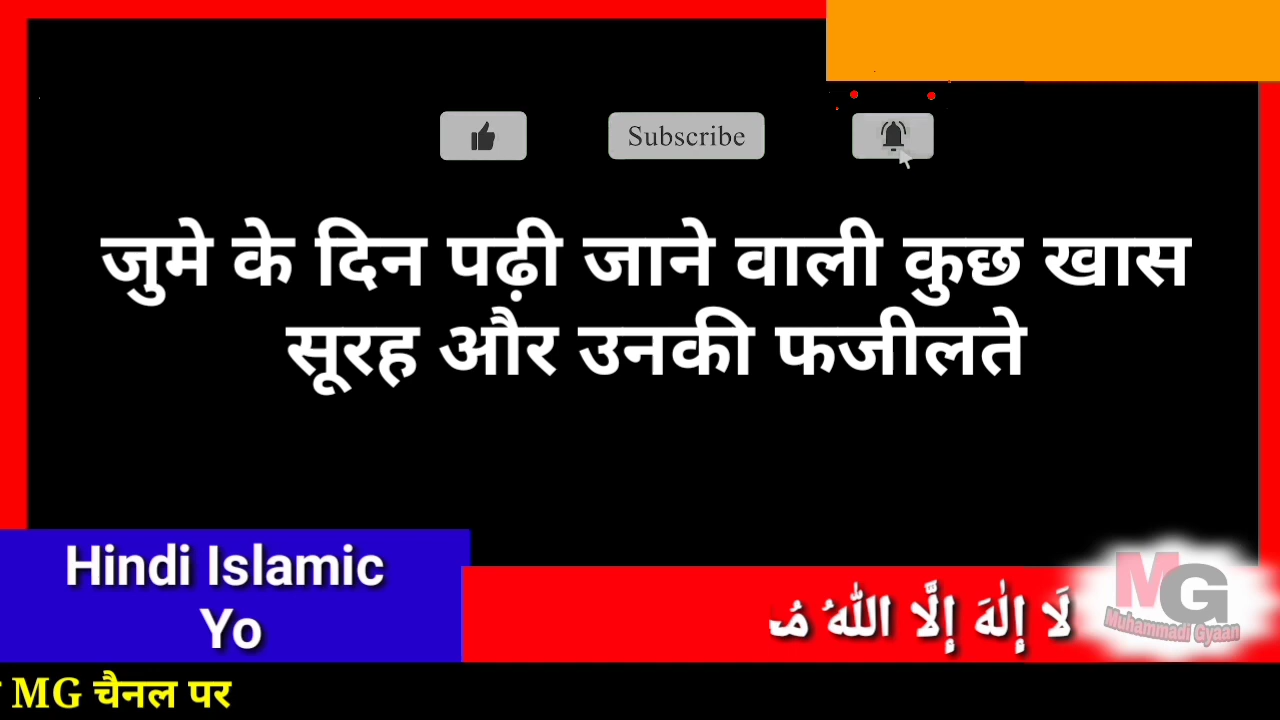 Subscribe
जुमे के दिन पढ़ी जाने वाली कुछ खास
सूरह और उनकी फजीलते
Hindi Islamic
Yo
لَا إِلٰهَ إِلَّا اللّٰهُ مُـ
MG
Muhammadi Gyaan
MG चैनल पर